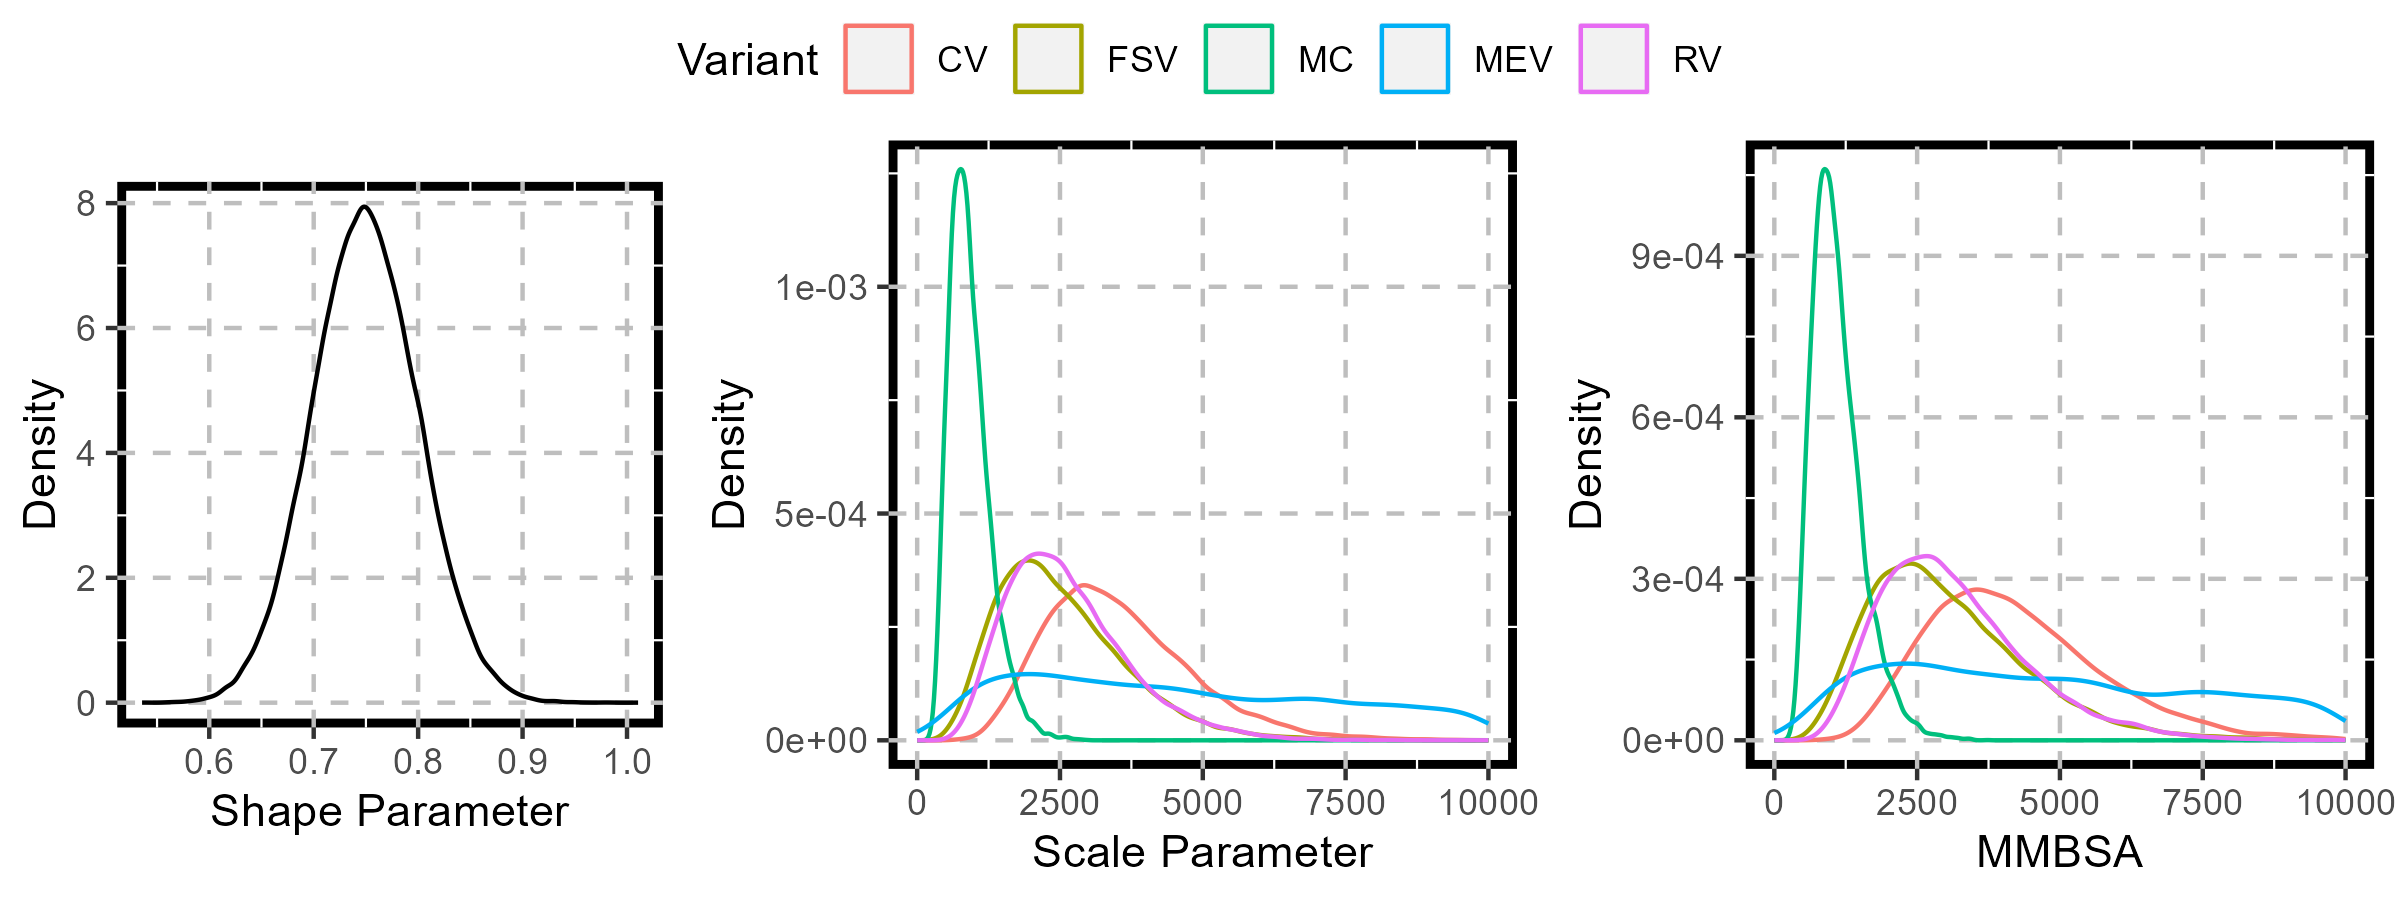 Variant CV FSV MC MEV RV
Density
8
6
4
2
0
0.6 0.7 0.8 0.9 1.0
Shape Parameter
Density
1e-03
5e-04
0e+00
0 2500 5000 7500 10000
Scale Parameter
Density
9e-04
6e-04
3e-04
0e+00
0 2500 5000 7500 10000
MMBSA